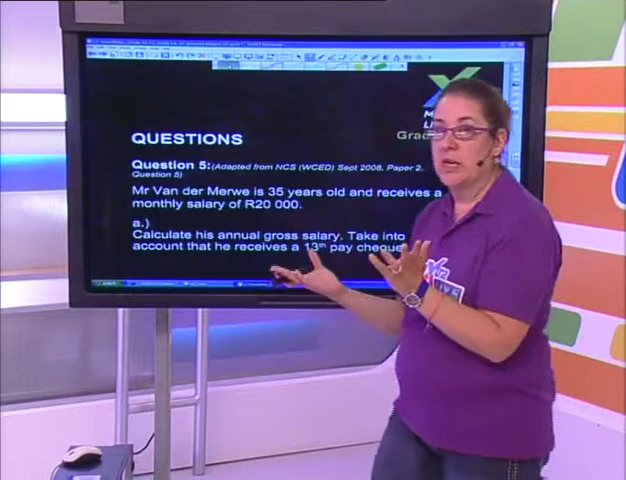 QUESTIONS
Question 5: (Adapted from NCS (WCED) Sept 2008, Paper 2,
Question 5)
Mr Van der Merwe is 35 years old and receives a
monthly salary of R20 000.
a.)
Calculate his annual gross salary. Take into
account that he receives a 13th pay cheque